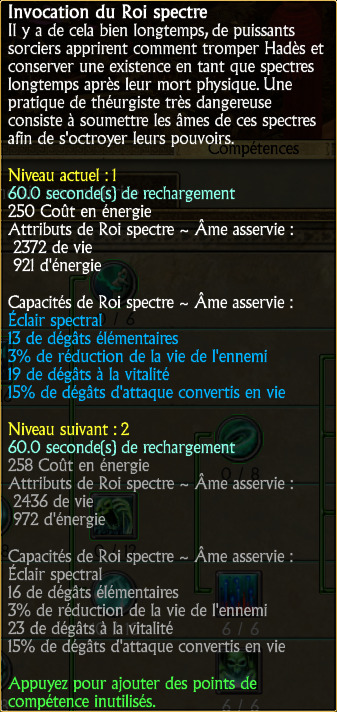 Invocation du Roi spectre
Il y a de cela bien longtemps, de puissants
sorciers apprirent comment tromper Hadès et
conserver une existence en tant que spectres
longtemps après leur mort physique. Une
pratique de théurgiste très dangereuse
consiste à soumettre les âmes de ces spectres
afin de s'octroyer leurs pouvoirs.
Compétences
Niveau actuel : 1
60.0 seconde(s) de rechargement
250 Coût en énergie
Attributs de Roi spectre ~ Âme asservie :
2372 de vie
921 d'énergie
Capacités de Roi spectre ~ Âme asservie :
Éclair spectral
13 de dégâts élémentaires
3% de réduction de la vie de l'ennemi
19 de dégâts à la vitalité
15% de dégâts d'attaque convertis en vie
Niveau suivant : 2
60.0 seconde(s) de rechargement
258 Coût en énergie
0 / 8
Attributs de Roi spectre ~ Âme asservie :
2436 de vie
972 d'énergie
Capacités de Roi spectre ~ Âme asservie :
Éclair spectral
16 de dégâts élémentaires
3% de réduction de la vie de l'ennemi
23 de dégâts à la vitalité
6 / 6
15% de dégâts d'attaque convertis en vie
Appuyez pour ajouter des points de
compétence inutilisés.
6 / 6